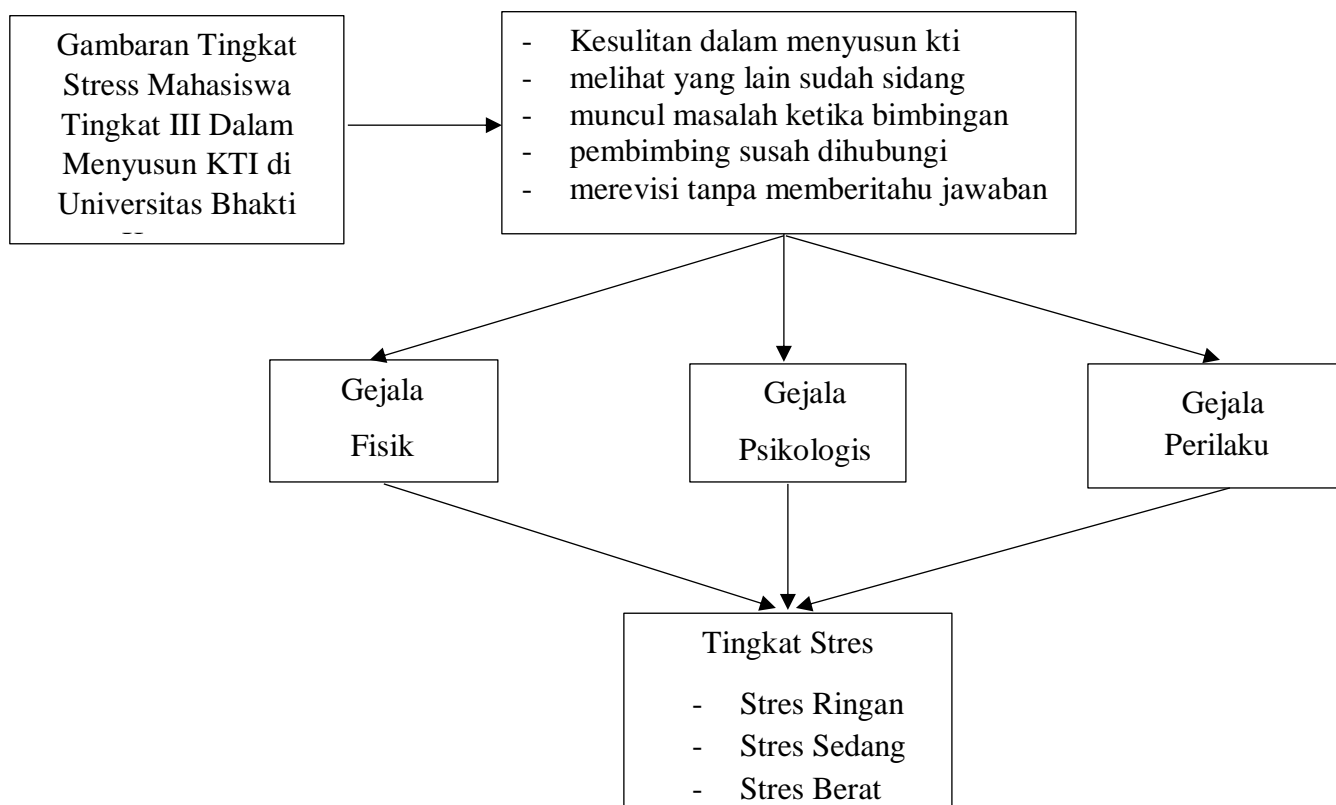 Gambaran Tingkat
Stress Mahasiswa
Tingkat III Dalam
Menyusun KTI di
Universitas Bhakti
- Kesulitan dalam menyusun kti
- melihat yang lain sudah sidang
- muncul masalah ketika bimbingan
- pembimbing susah dihubungi
- merevisi tanpa memberitahu jawaban
Gejala
Fisik
Gejala
Psikologis
Gejala
Perilaku
Tingkat Stres
- Stres Ringan
- Stres Sedang
- Stres Berat